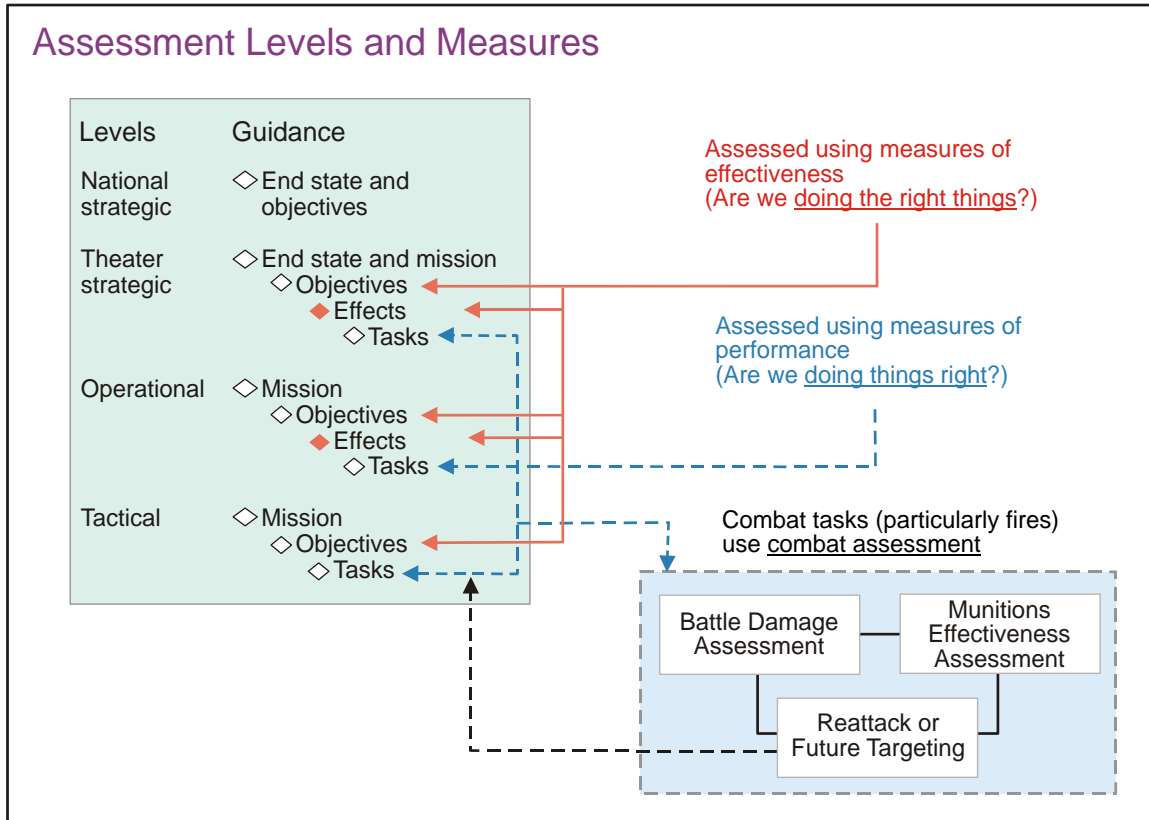 Assessment Levels and Measures
Levels
Guidance
National
strategic
End state and
objectives
Theater
strategic
End state and mission
Objectives
Effects
Tasks
Operational
Mission
Objectives
Effects
Tasks
Tactical
Mission
Objectives
Tasks
Assessed using measures of
effectiveness
(Are we doing the right things?)
Assessed using measures of
performance
(Are we doing things right?)
Combat tasks (particularly fires)
use combat assessment
Battle Damage
Assessment
Munitions
Effectiveness
Assessment
Reattack or
Future Targeting